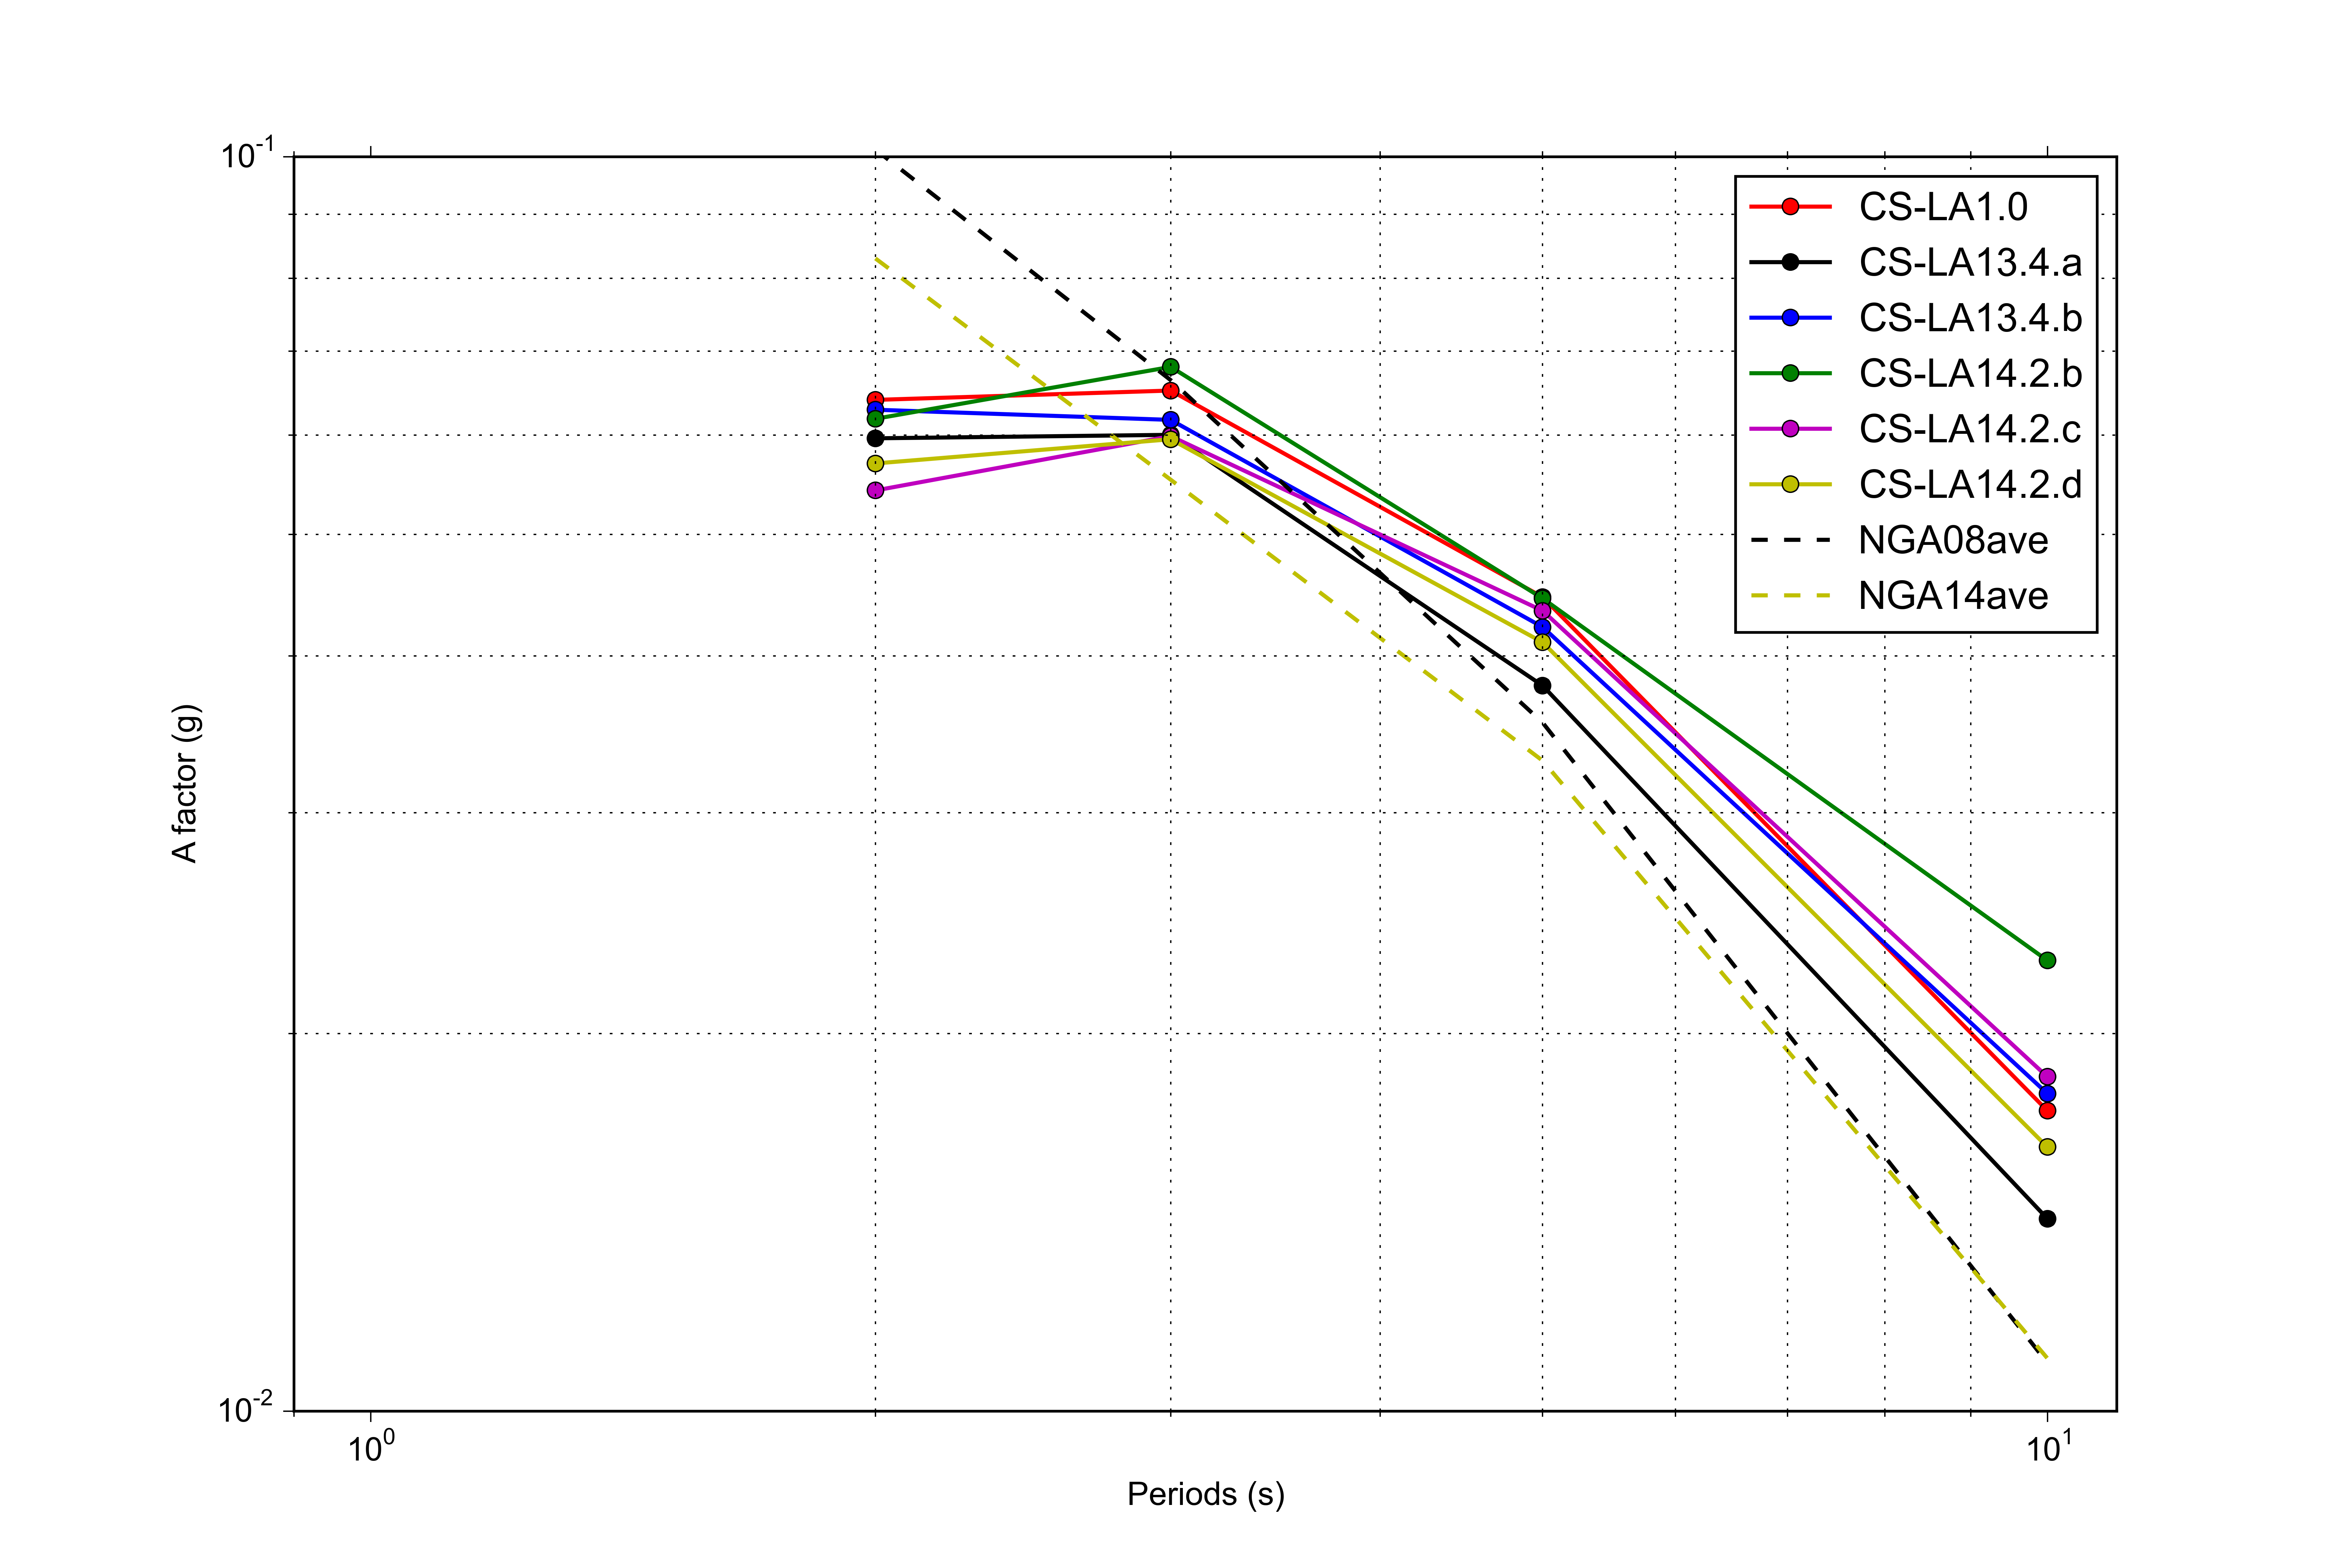 10^-1
CS-LA1.0
CS-LA13.4.a
CS-LA13.4.b
CS-LA14.2.b
CS-LA14.2.c
CS-LA14.2.d
NGA08ave
NGA14ave
A factor (g)
10^-2
10^0
10^1
Periods (s)